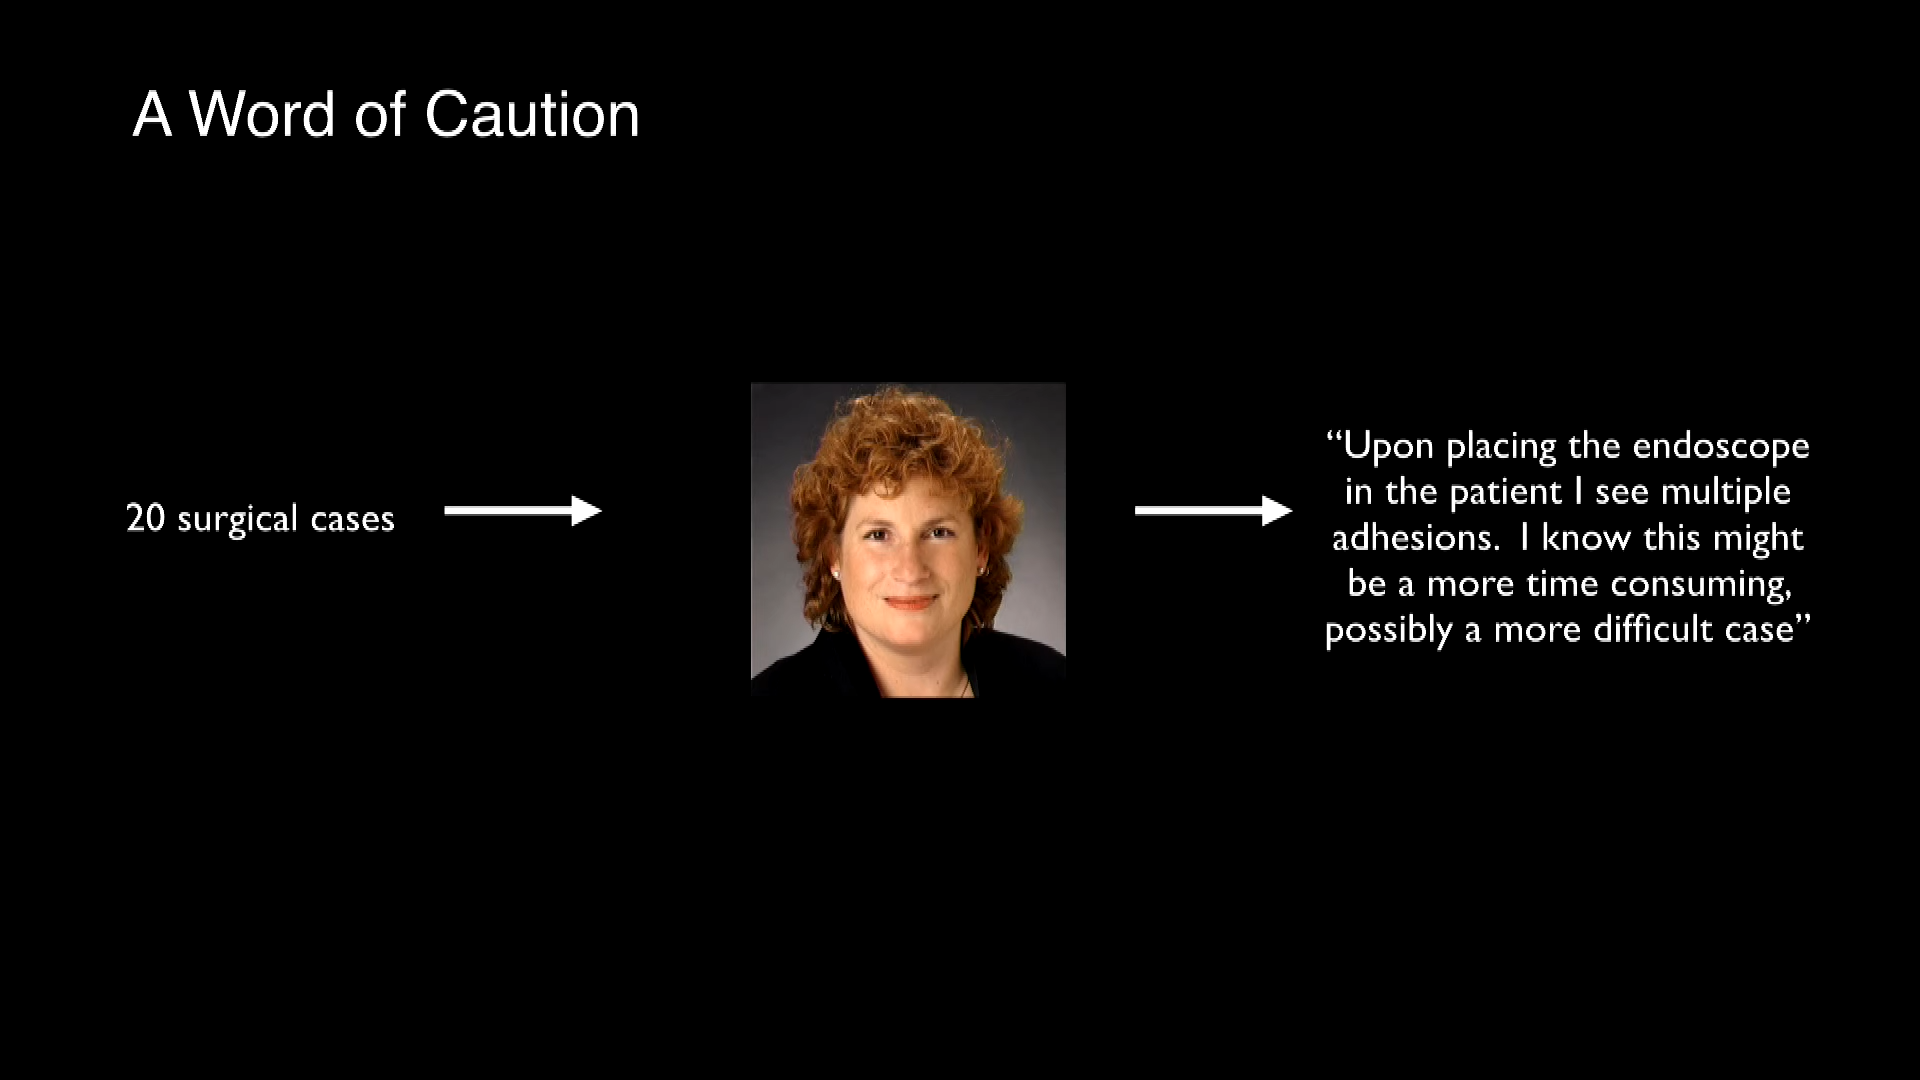 A Word of Caution
20 surgical cases
“Upon placing the endoscope
in the patient I see multiple
adhesions.  I know this might
be a more time consuming,
possibly a more difficult case”